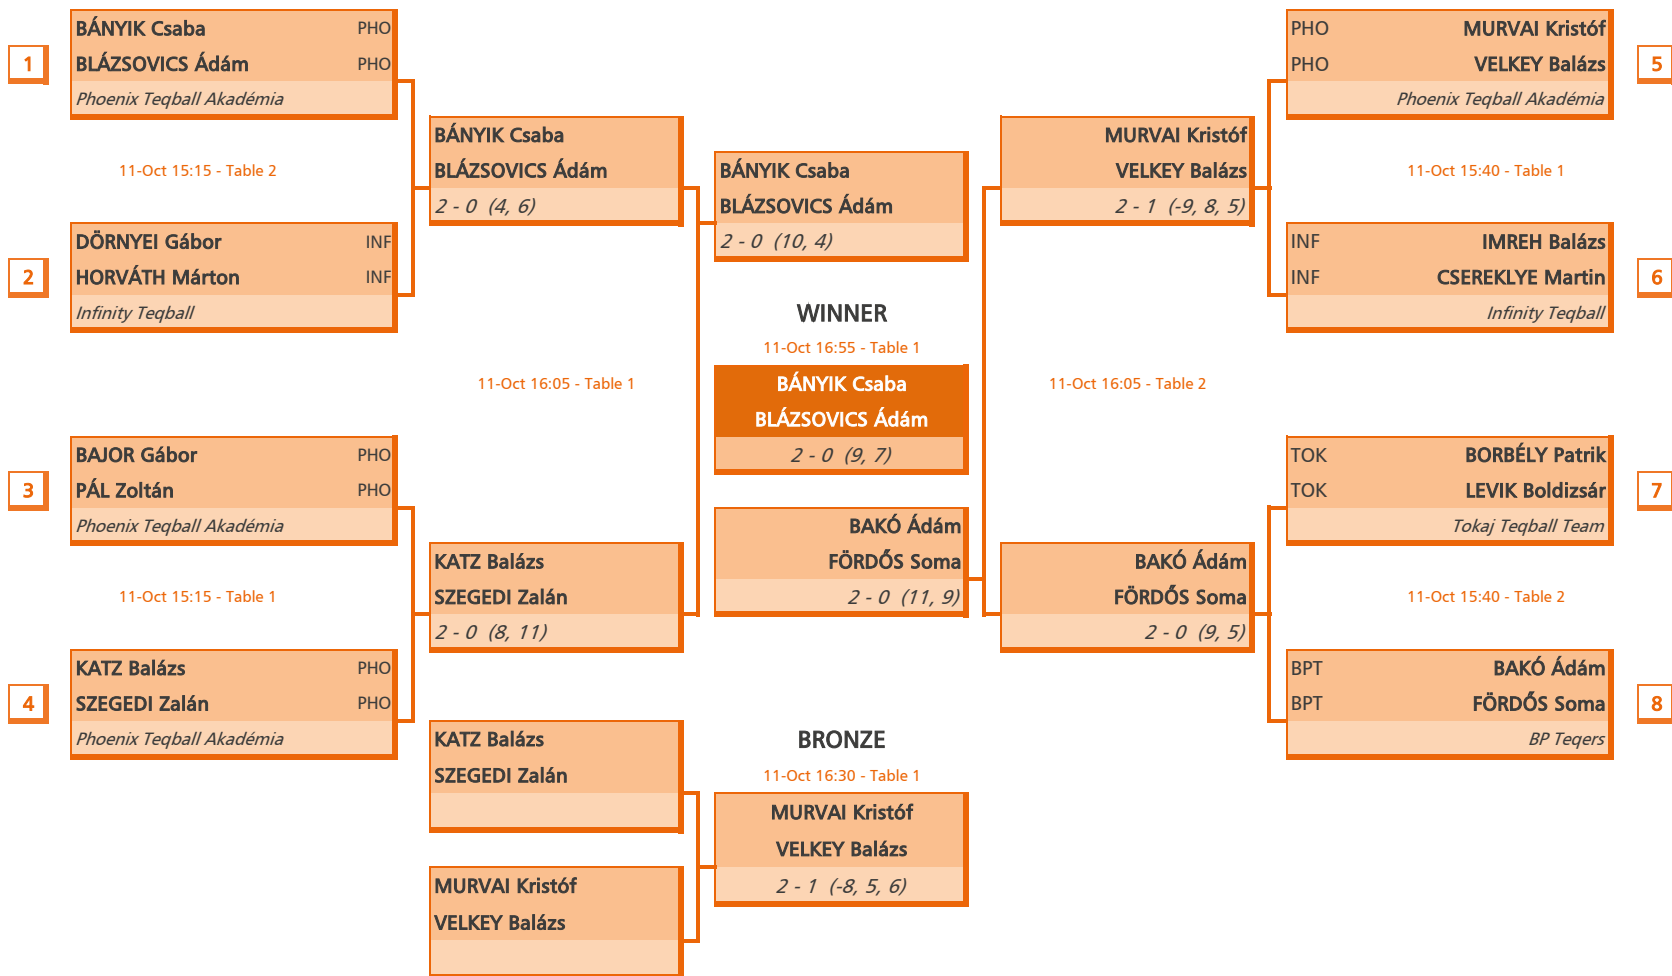 1
BÁNYIK Csaba PHO
BLÁZSOVICS Ádám PHO
Phoenix Teqball Akadémia
11-Oct 15:15 - Table 2
2
DÖRNYEI Gábor INF
HORVÁTH Márton INF
Infinity Teqball
3
BAJOR Gábor PHO
PÁL Zoltán PHO
Phoenix Teqball Akadémia
11-Oct 15:15 - Table 1
4
KATZ Balázs PHO
SZEGEDI Zalán PHO
Phoenix Teqball Akadémia
BÁNYIK Csaba
BLÁZSOVICS Ádám
2 - 0 (4, 6)
11-Oct 16:05 - Table 1
KATZ Balázs
SZEGEDI Zalán
2 - 0 (8, 11)
KATZ Balázs
SZEGEDI Zalán
MURVAI Kristóf
VELKEY Balázs
BÁNYIK Csaba
BLÁZSOVICS Ádám
2 - 0 (10, 4)
WINNER
11-Oct 16:55 - Table 1
BÁNYIK Csaba
BLÁZSOVICS Ádám
2 - 0 (9, 7)
BAKÓ Ádám
FÖRDŐS Soma
2 - 0 (11, 9)
BRONZE
11-Oct 16:30 - Table 1
MURVAI Kristóf
VELKEY Balázs
2 - 1 (-8, 5, 6)
MURVAI Kristóf
VELKEY Balázs
2 - 1 (-9, 8, 5)
11-Oct 16:05 - Table 2
BAKÓ Ádám
FÖRDŐS Soma
2 - 0 (9, 5)
PHO MURVAI Kristóf
PHO VELKEY Balázs
Phoenix Teqball Akadémia
5
11-Oct 15:40 - Table 1
INF IMREH Balázs
INF CSEREKLYE Martin
Infinity Teqball
6
TOK BORBÉLY Patrik
TOK LEVIK Boldizsár
Tokaj Teqball Team
7
11-Oct 15:40 - Table 2
BPT BAKÓ Ádám
BPT FÖRDŐS Soma
BP Teqers
8